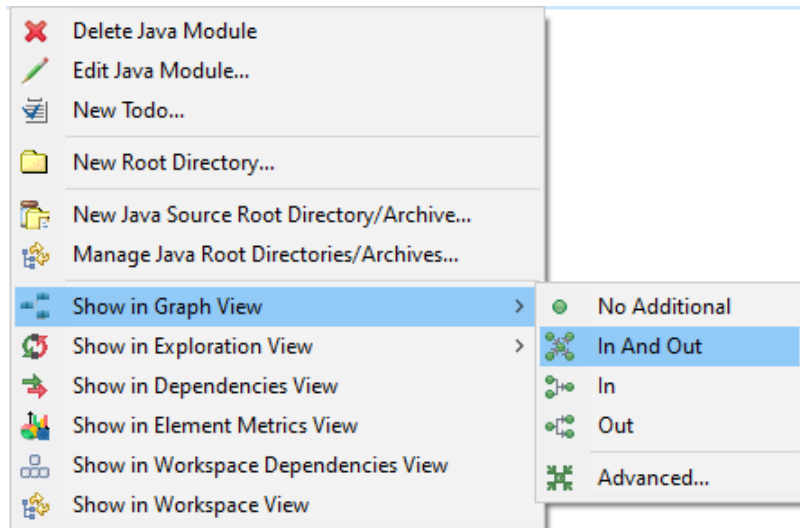 Delete Java Module
Edit Java Module...
New Todo...
New Root Directory...
New Java Source Root Directory/Archive...
Manage Java Root Directories/Archives...
Show in Graph View
Show in Exploration View
Show in Dependencies View
Show in Element Metrics View
Show in Workspace Dependencies View
Show in Workspace View
No Additional
In And Out
In
Out
Advanced...